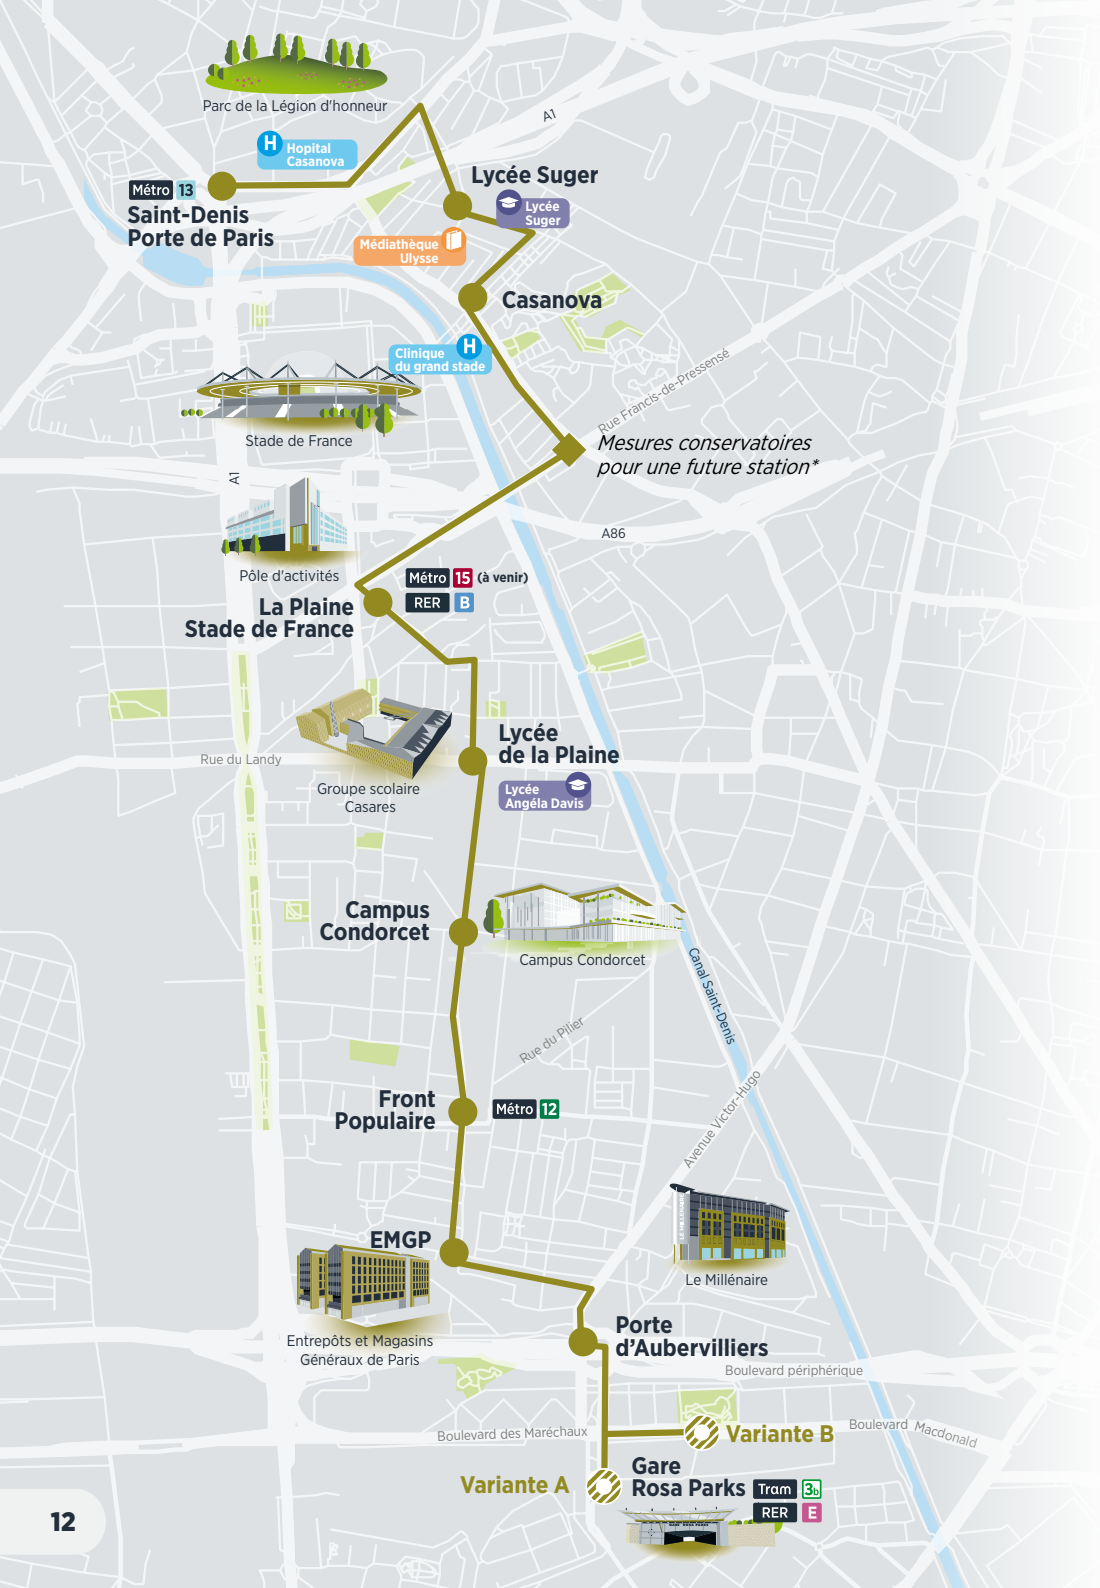 Parc de la Légion d'honneur
A1
H Hopital
Casanova
Lycée Suger
Métro 13
Saint-Denis
Porte de Paris
Lycée
Suger
Médiathèque
Ulysse
Casanova
Clinique H
du grand stade
Rue Francis-de-Pressensé
Stade de France
Mesures conservatoires
pour une future station*
A1
A86
Pôle d'activités
Métro 15 (à venir)
RER B
La Plaine
Stade de France
Lycée
de la Plaine
Rue du Landy
Groupe scolaire
Casares
Lycée
Angéla Davis
Campus
Condorcet
Campus Condorcet
Canal Saint-Denis
Rue du Pilier
Avenue Victor-Hugo
Front
Populaire
Métro 12
LE MILLENAIRE
EMGP
Le Millénaire
Entrepôts et Magasins
Généraux de Paris
Porte
d'Aubervilliers
Boulevard périphérique
Boulevard des Maréchaux
Variante B
Boulevard Macdonald
Variante A
Gare
Rosa Parks
Tram 3b
RER E
GARE ROSA PARKS
12